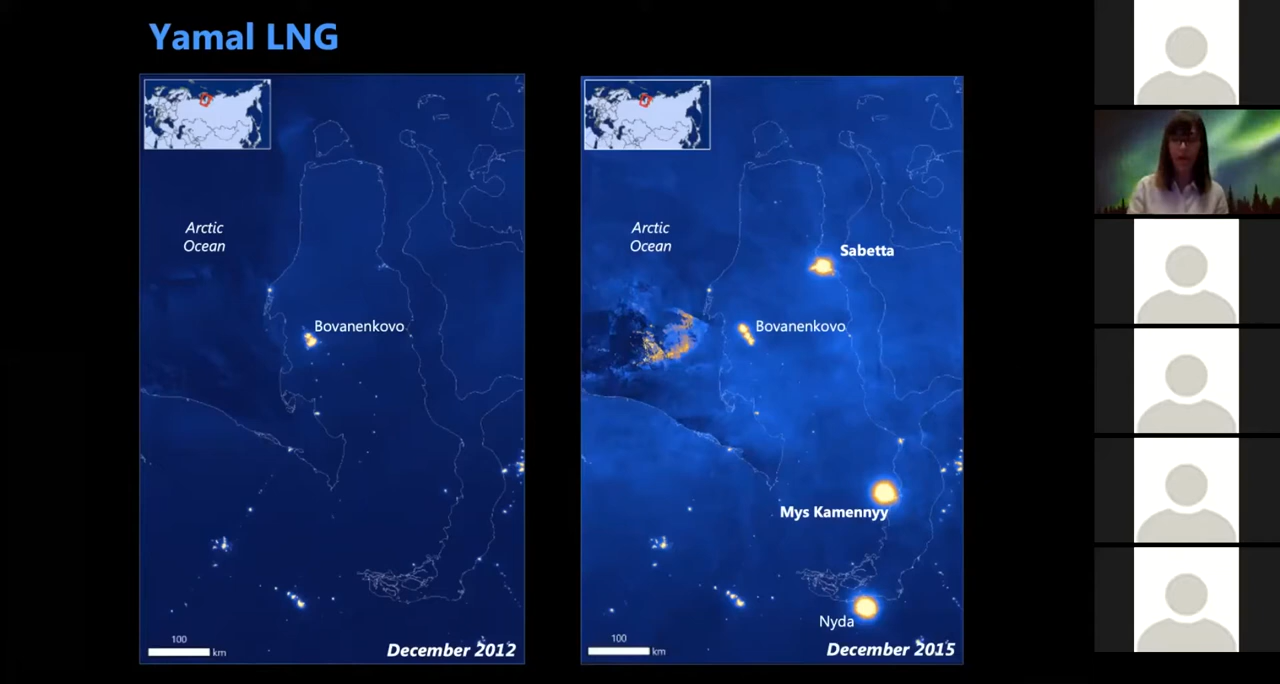 Yamal LNG
Arctic
Ocean
Bovanenkovo
100
km
December 2012
Arctic
Ocean
Sabetta
Bovanenkovo
Mys Kamennyy
Nyda
100
km
December 2015